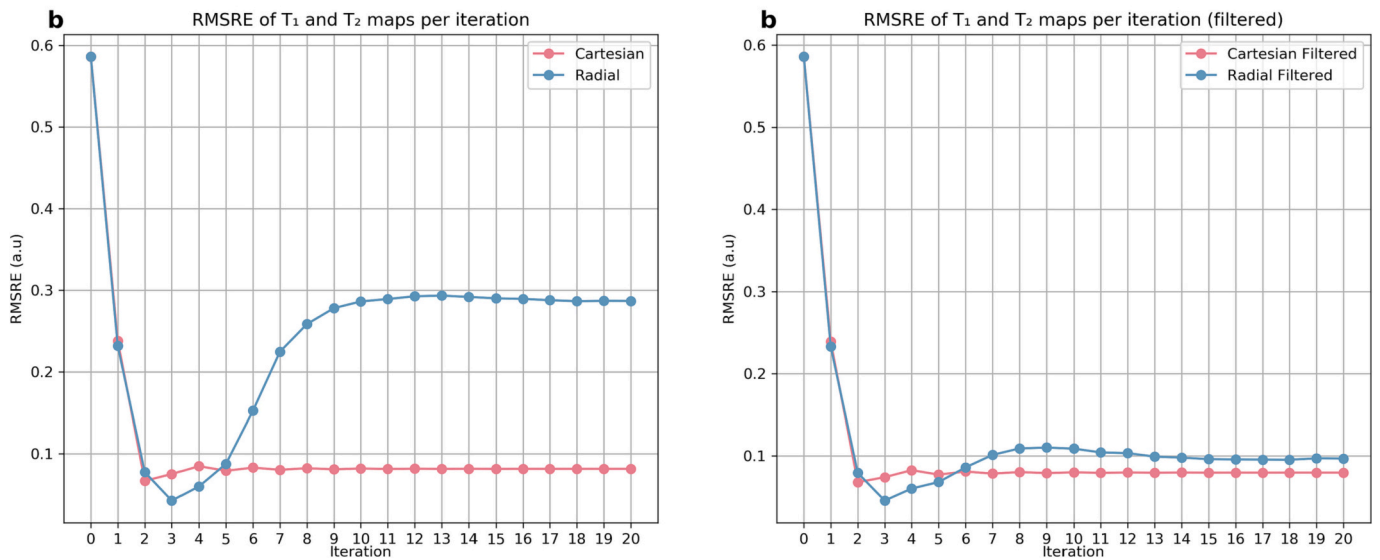 b
RMSRE of T₁ and T₂ maps per iteration
Cartesian
Radial
RMSRE (a.u)
0.6
0.5
0.4
0.3
0.2
0.1
0 1 2 3 4 5 6 7 8 9 10 11 12 13 14 15 16 17 18 19 20
Iteration
b
RMSRE of T₁ and T₂ maps per iteration (filtered)
Cartesian Filtered
Radial Filtered
RMSRE (a.u)
0.6
0.5
0.4
0.3
0.2
0.1
0 1 2 3 4 5 6 7 8 9 10 11 12 13 14 15 16 17 18 19 20
Iteration